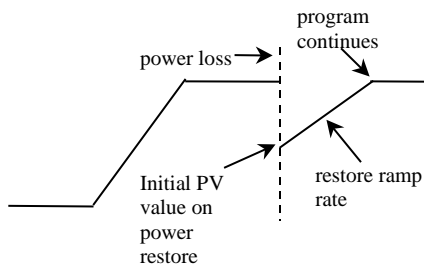 program
continues
power loss
Initial PV
value on
power
restore
restore ramp
rate